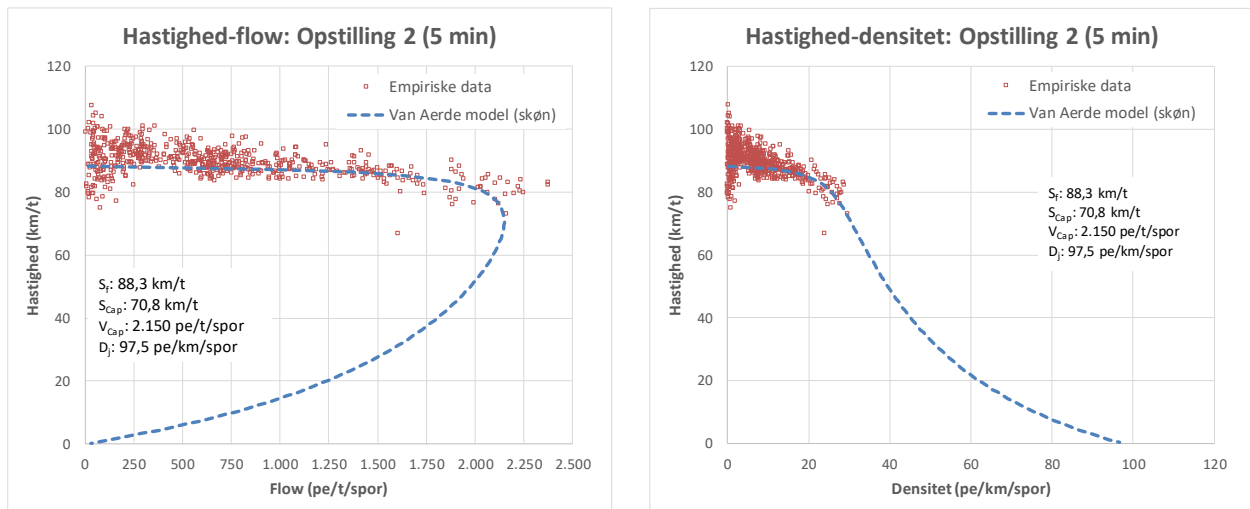 Hastighed-flow: Opstilling 2 (5 min)
120
100
80
60
40
20
0
Hastighed (km/t)
Empiriske data
Van Aerde model (skøn)
Sf: 88,3 km/t
SCap: 70,8 km/t
VCap: 2.150 pe/t/spor
Dj: 97,5 pe/km/spor
0 250 500 750 1.000 1.250 1.500 1.750 2.000 2.250 2.500
Flow (pe/t/spor)
Hastighed-densitet: Opstilling 2 (5 min)
120
100
80
60
40
20
0
Hastighed (km/t)
Empiriske data
Van Aerde model (skøn)
Sf: 88,3 km/t
SCap: 70,8 km/t
VCap: 2.150 pe/t/spor
Dj: 97,5 pe/km/spor
0 20 40 60 80 100 120
Densitet (pe/km/spor)